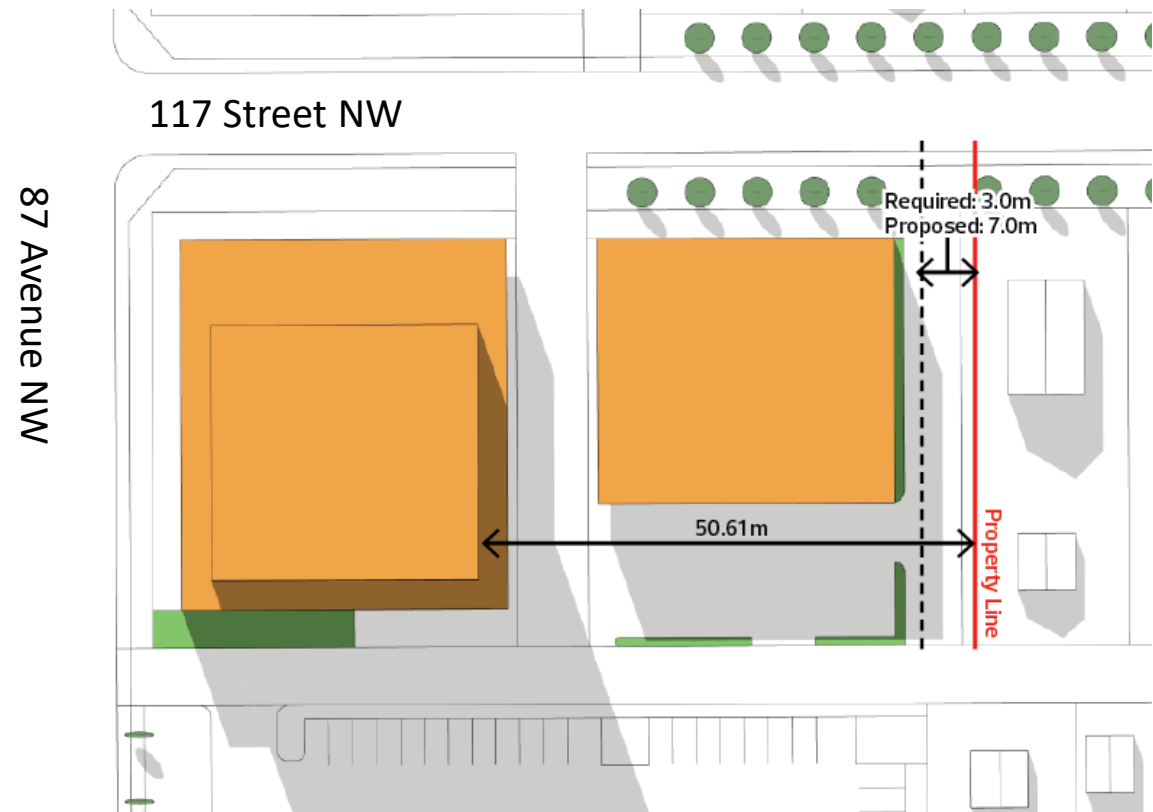 117 Street NW
87 Avenue NW
Required: 3.0m
Proposed: 7.0m
50.61m
Property Line